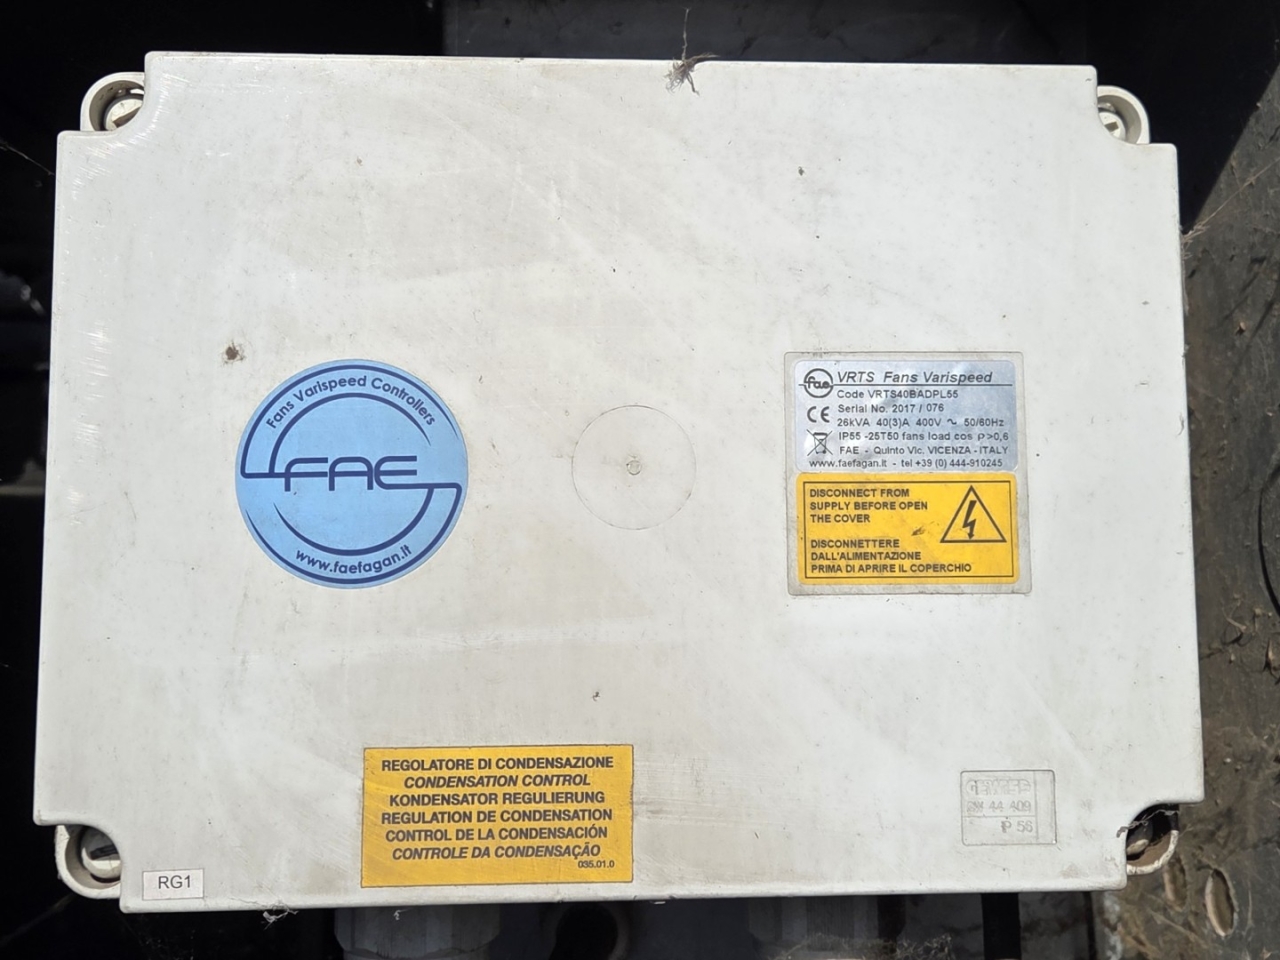 Fans Varispeed Controllers
FAE
www.faefagan.it
fae VRTS Fans Varispeed
Code VRTS40BADPL55
Serial No. 2017 / 076
CE 26kVA 40(3)A 400V ~ 50/60Hz
IP55 -25T50 fans load cos ρ>0,6
FAE - Quinto Vic. VICENZA - ITALY
www.faefagan.it - tel +39 (0) 444-910245
DISCONNECT FROM
SUPPLY BEFORE OPEN
THE COVER
DISCONNETTERE
DALL'ALIMENTAZIONE
PRIMA DI APRIRE IL COPERCHIO
REGOLATORE DI CONDENSAZIONE
CONDENSATION CONTROL
KONDENSATOR REGULIERUNG
REGULATION DE CONDENSATION
CONTROL DE LA CONDENSACIÓN
CONTROLE DA CONDENSAÇÃO
035.01.0
GEWISS
GW 44 409
IP 56
RG1